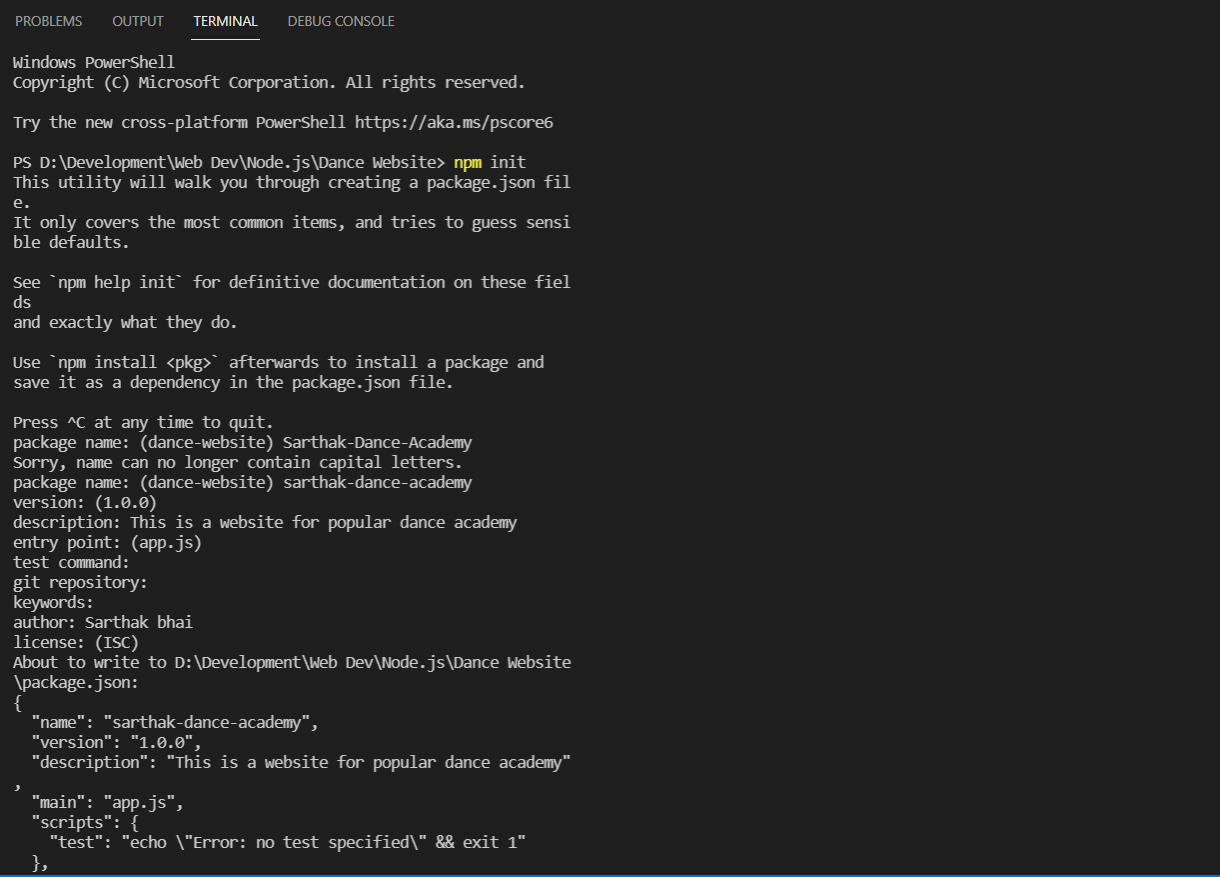 PROBLEMS OUTPUT TERMINAL DEBUG CONSOLE
Windows PowerShell
Copyright (C) Microsoft Corporation. All rights reserved.
Try the new cross-platform PowerShell https://aka.ms/pscore6
PS D:\Development\Web Dev\Node.js\Dance Website> npm init
This utility will walk you through creating a package.json fil
e.
It only covers the most common items, and tries to guess sensi
ble defaults.
See `npm help init` for definitive documentation on these fiel
ds
and exactly what they do.
Use `npm install <pkg>` afterwards to install a package and
save it as a dependency in the package.json file.
Press ^C at any time to quit.
package name: (dance-website) Sarthak-Dance-Academy
Sorry, name can no longer contain capital letters.
package name: (dance-website) sarthak-dance-academy
version: (1.0.0)
description: This is a website for popular dance academy
entry point: (app.js)
test command:
git repository:
keywords:
author: Sarthak bhai
license: (ISC)
About to write to D:\Development\Web Dev\Node.js\Dance Website
\package.json:
{
  "name": "sarthak-dance-academy",
  "version": "1.0.0",
  "description": "This is a website for popular dance academy"
,
  "main": "app.js",
  "scripts": {
    "test": "echo \"Error: no test specified\" && exit 1"
  },